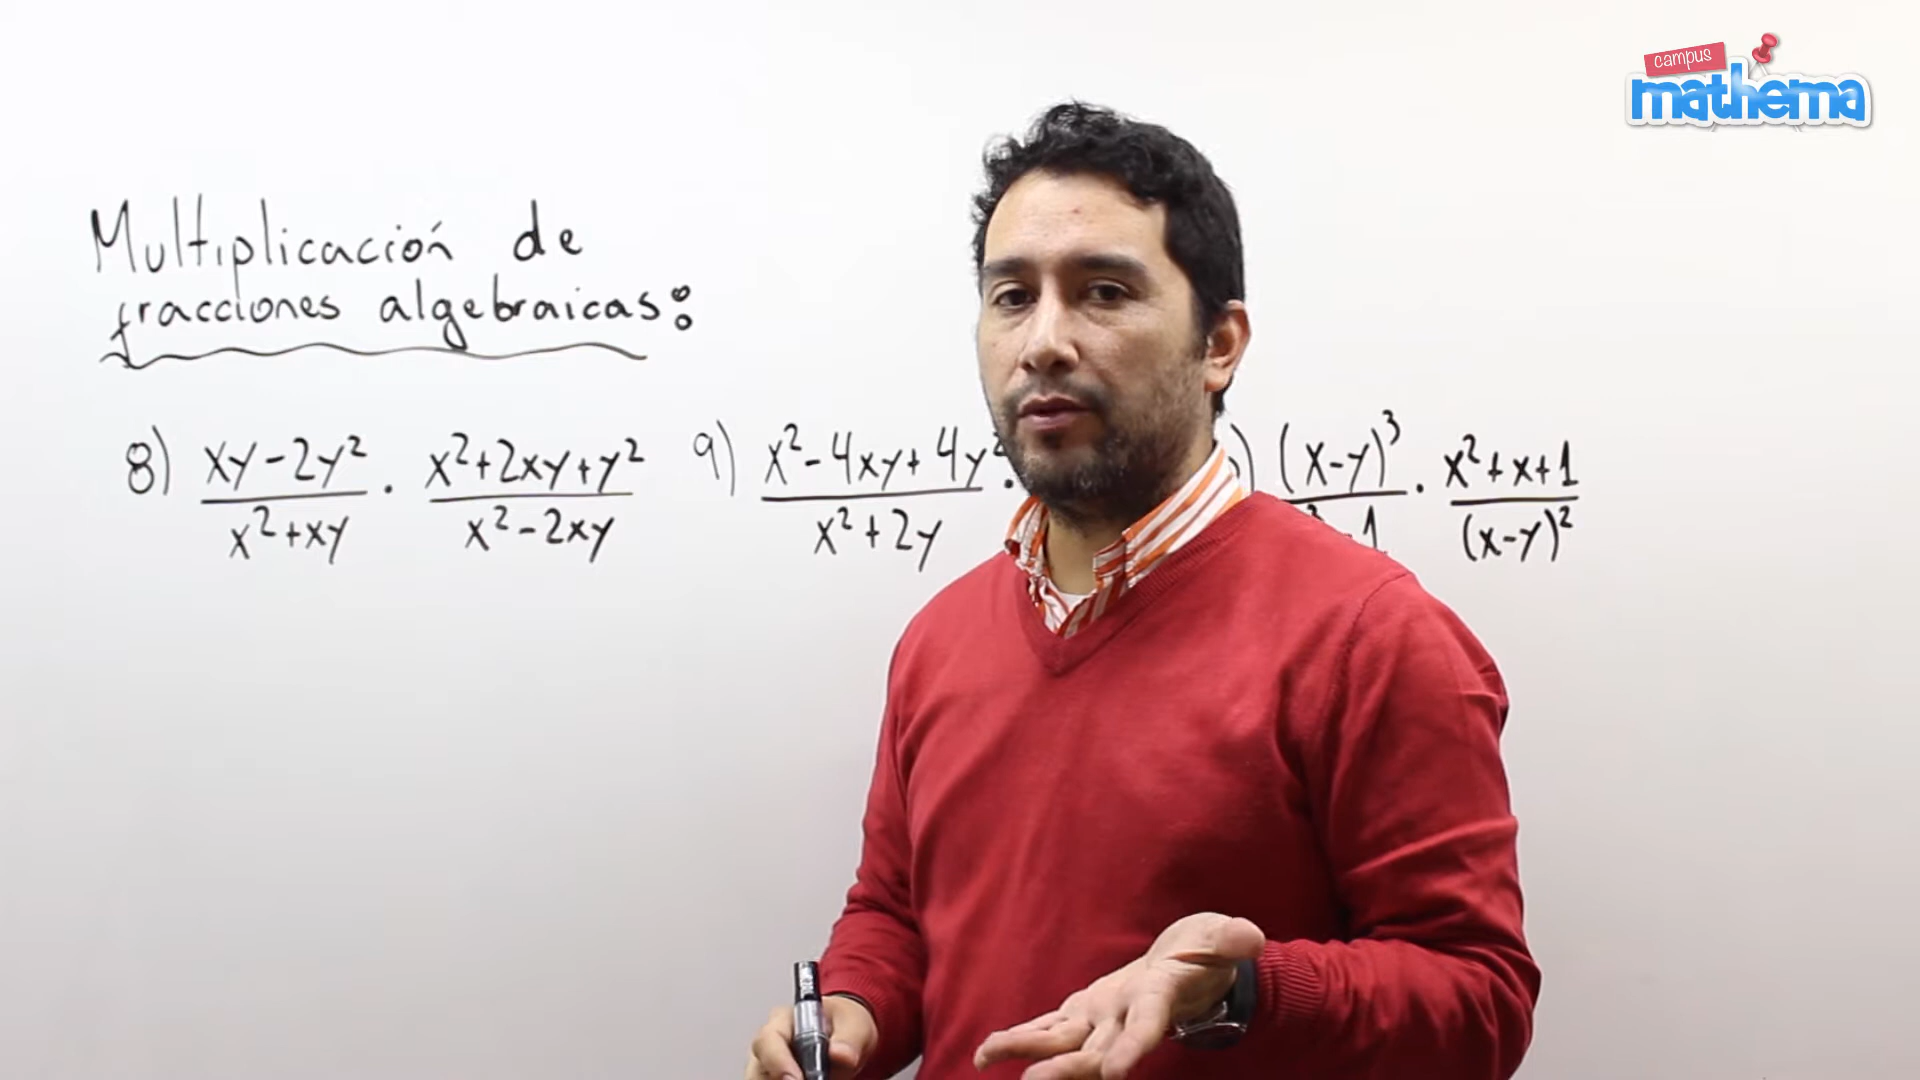 campus
mathema
Multiplicación de
fracciones algebraicas:
8) xy-2y²/x²+xy · x²+2xy+y²/x²-2xy
9) x²-4xy+4y²/x²+2y ·
) (x-y)³/-1 · x²+x+1/(x-y)²